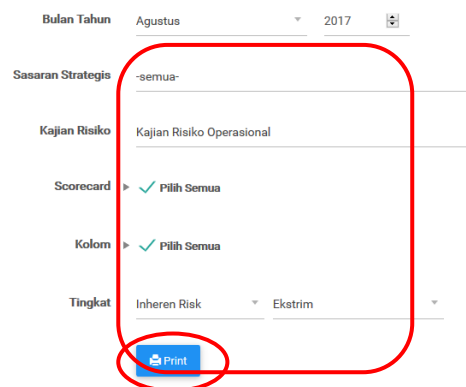 Bulan Tahun Agustus 2017
Sasaran Strategis -semua-
Kajian Risiko Kajian Risiko Operasional
Scorecard Pilih Semua
Kolom Pilih Semua
Tingkat Inheren Risk Ekstrim
Print